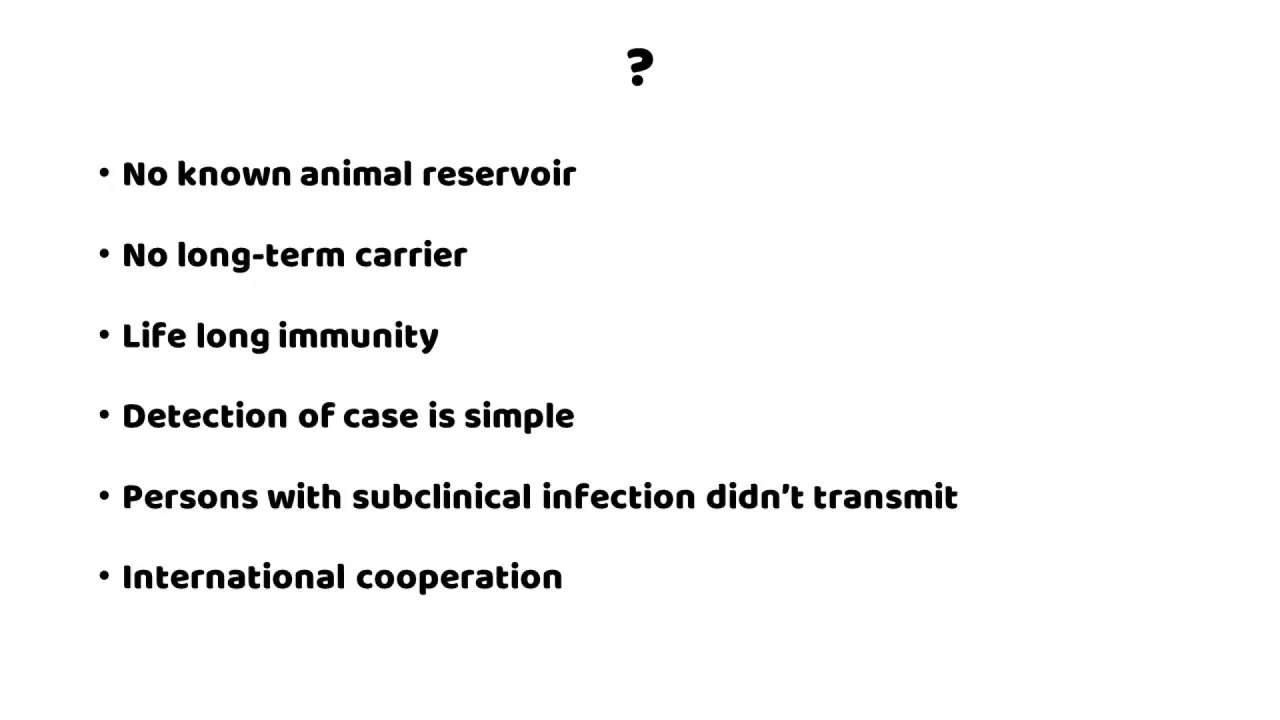 ?
• No known animal reservoir
• No long-term carrier
• Life long immunity
• Detection of case is simple
• Persons with subclinical infection didn't transmit
• International cooperation